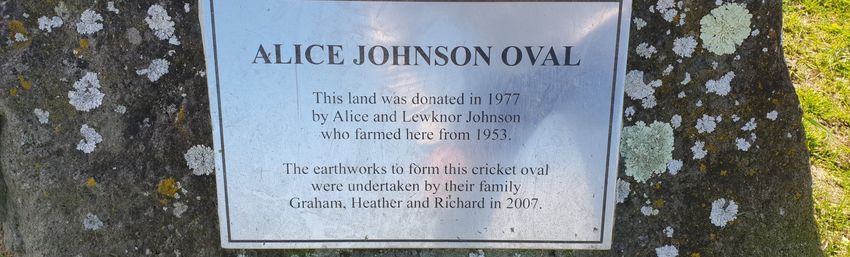 ALICE JOHNSON OVAL
This land was donated in 1977
by Alice and Lewknor Johnson
who farmed here from 1953.
The earthworks to form this cricket oval
were undertaken by their family
Graham, Heather and Richard in 2007.